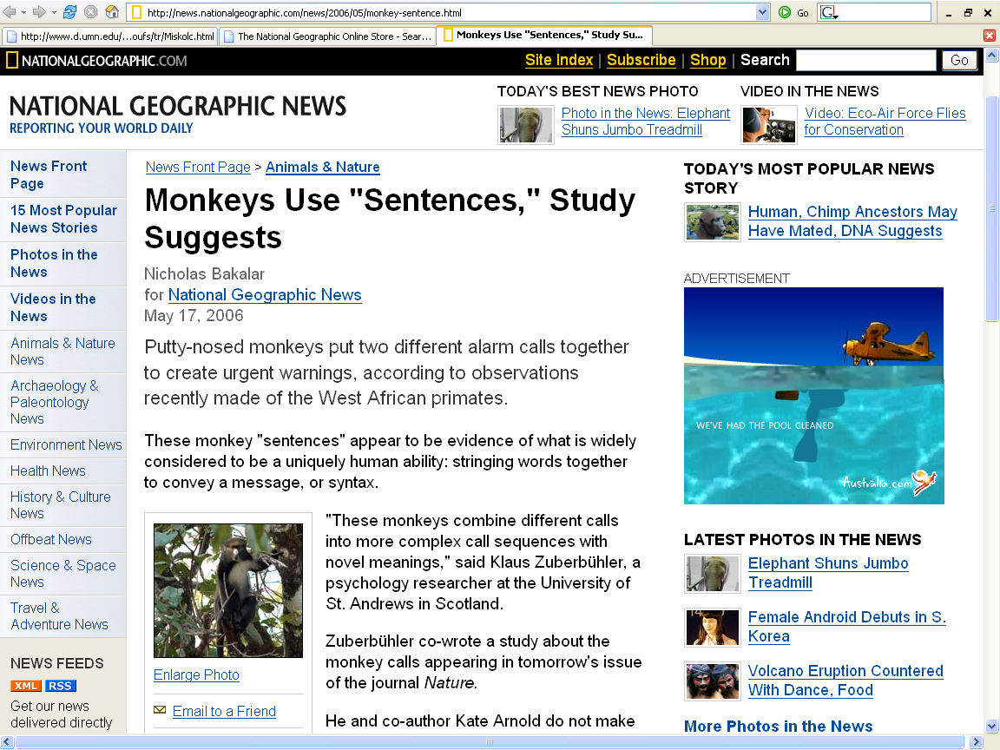 http://news.nationalgeographic.com/news/2006/05/monkey-sentence.html
Go
http://www.d.umn.edu/...oufs/tr/Miskolc.html
The National Geographic Online Store - Sear...
Monkeys Use "Sentences," Study Su...
NATIONALGEOGRAPHIC.COM
Site Index | Subscribe | Shop | Search
Go
NATIONAL GEOGRAPHIC NEWS
REPORTING YOUR WORLD DAILY
TODAY'S BEST NEWS PHOTO
Photo in the News: Elephant
Shuns Jumbo Treadmill
VIDEO IN THE NEWS
Video: Eco-Air Force Flies
for Conservation
News Front
Page
15 Most Popular
News Stories
Photos in the
News
Videos in the
News
Animals & Nature
News
Archaeology &
Paleontology
News
Environment News
Health News
History & Culture
News
Offbeat News
Science & Space
News
Travel &
Adventure News
NEWS FEEDS
XML RSS
Get our news
delivered directly
News Front Page > Animals & Nature
Monkeys Use "Sentences," Study
Suggests
Nicholas Bakalar
for National Geographic News
May 17, 2006
Putty-nosed monkeys put two different alarm calls together
to create urgent warnings, according to observations
recently made of the West African primates.
These monkey "sentences" appear to be evidence of what is widely
considered to be a uniquely human ability: stringing words together
to convey a message, or syntax.
Enlarge Photo
Email to a Friend
"These monkeys combine different calls
into more complex call sequences with
novel meanings," said Klaus Zuberbühler, a
psychology researcher at the University of
St. Andrews in Scotland.
Zuberbühler co-wrote a study about the
monkey calls appearing in tomorrow's issue
of the journal Nature.
He and co-author Kate Arnold do not make
TODAY'S MOST POPULAR NEWS
STORY
Human, Chimp Ancestors May
Have Mated, DNA Suggests
ADVERTISEMENT
WE'VE HAD THE POOL CLEANED
Australia.com
LATEST PHOTOS IN THE NEWS
Elephant Shuns Jumbo
Treadmill
Female Android Debuts in S.
Korea
Volcano Eruption Countered
With Dance, Food
More Photos in the News